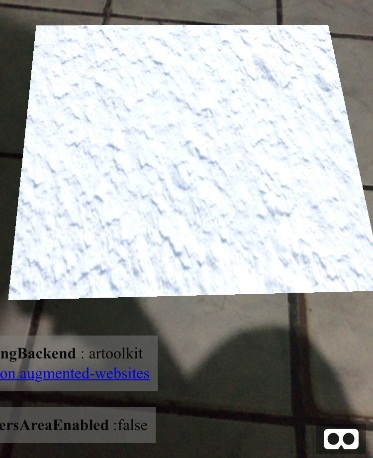 ngBackend : artoolkit
on augmented-websites
ersAreaEnabled :false